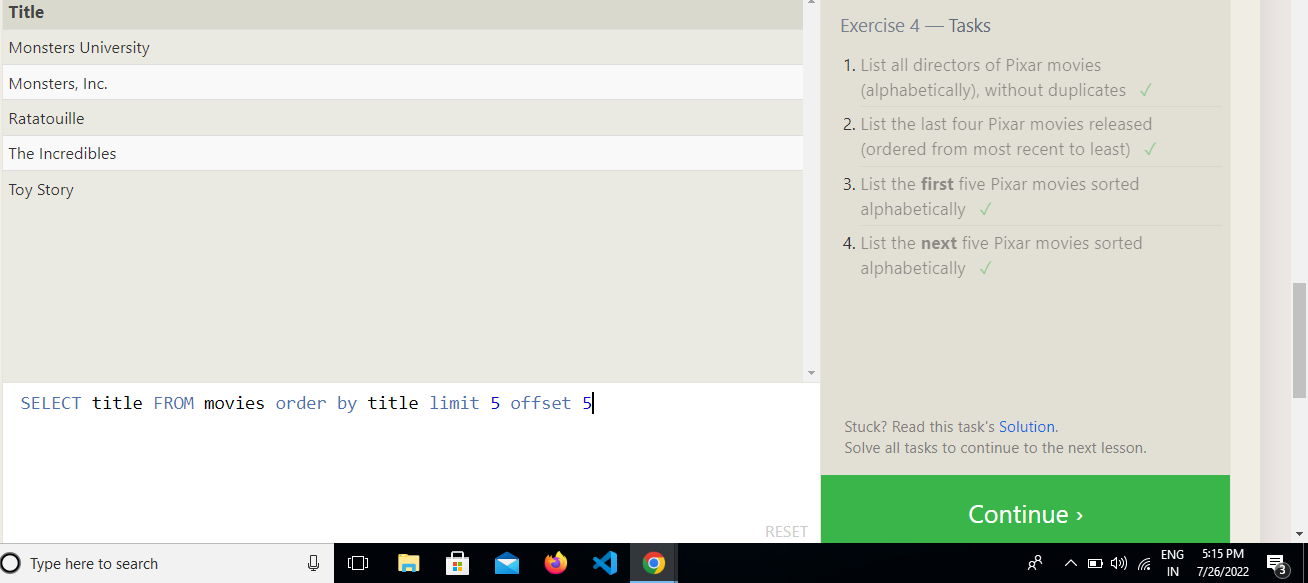 Title
Monsters University
Monsters, Inc.
Ratatouille
The Incredibles
Toy Story
SELECT title FROM movies order by title limit 5 offset 5
RESET
Exercise 4 — Tasks
1. List all directors of Pixar movies
(alphabetically), without duplicates ✓
2. List the last four Pixar movies released
(ordered from most recent to least) ✓
3. List the first five Pixar movies sorted
alphabetically ✓
4. List the next five Pixar movies sorted
alphabetically ✓
Stuck? Read this task's Solution.
Solve all tasks to continue to the next lesson.
Continue ›
Type here to search
ENG
IN
5:15 PM
7/26/2022
3